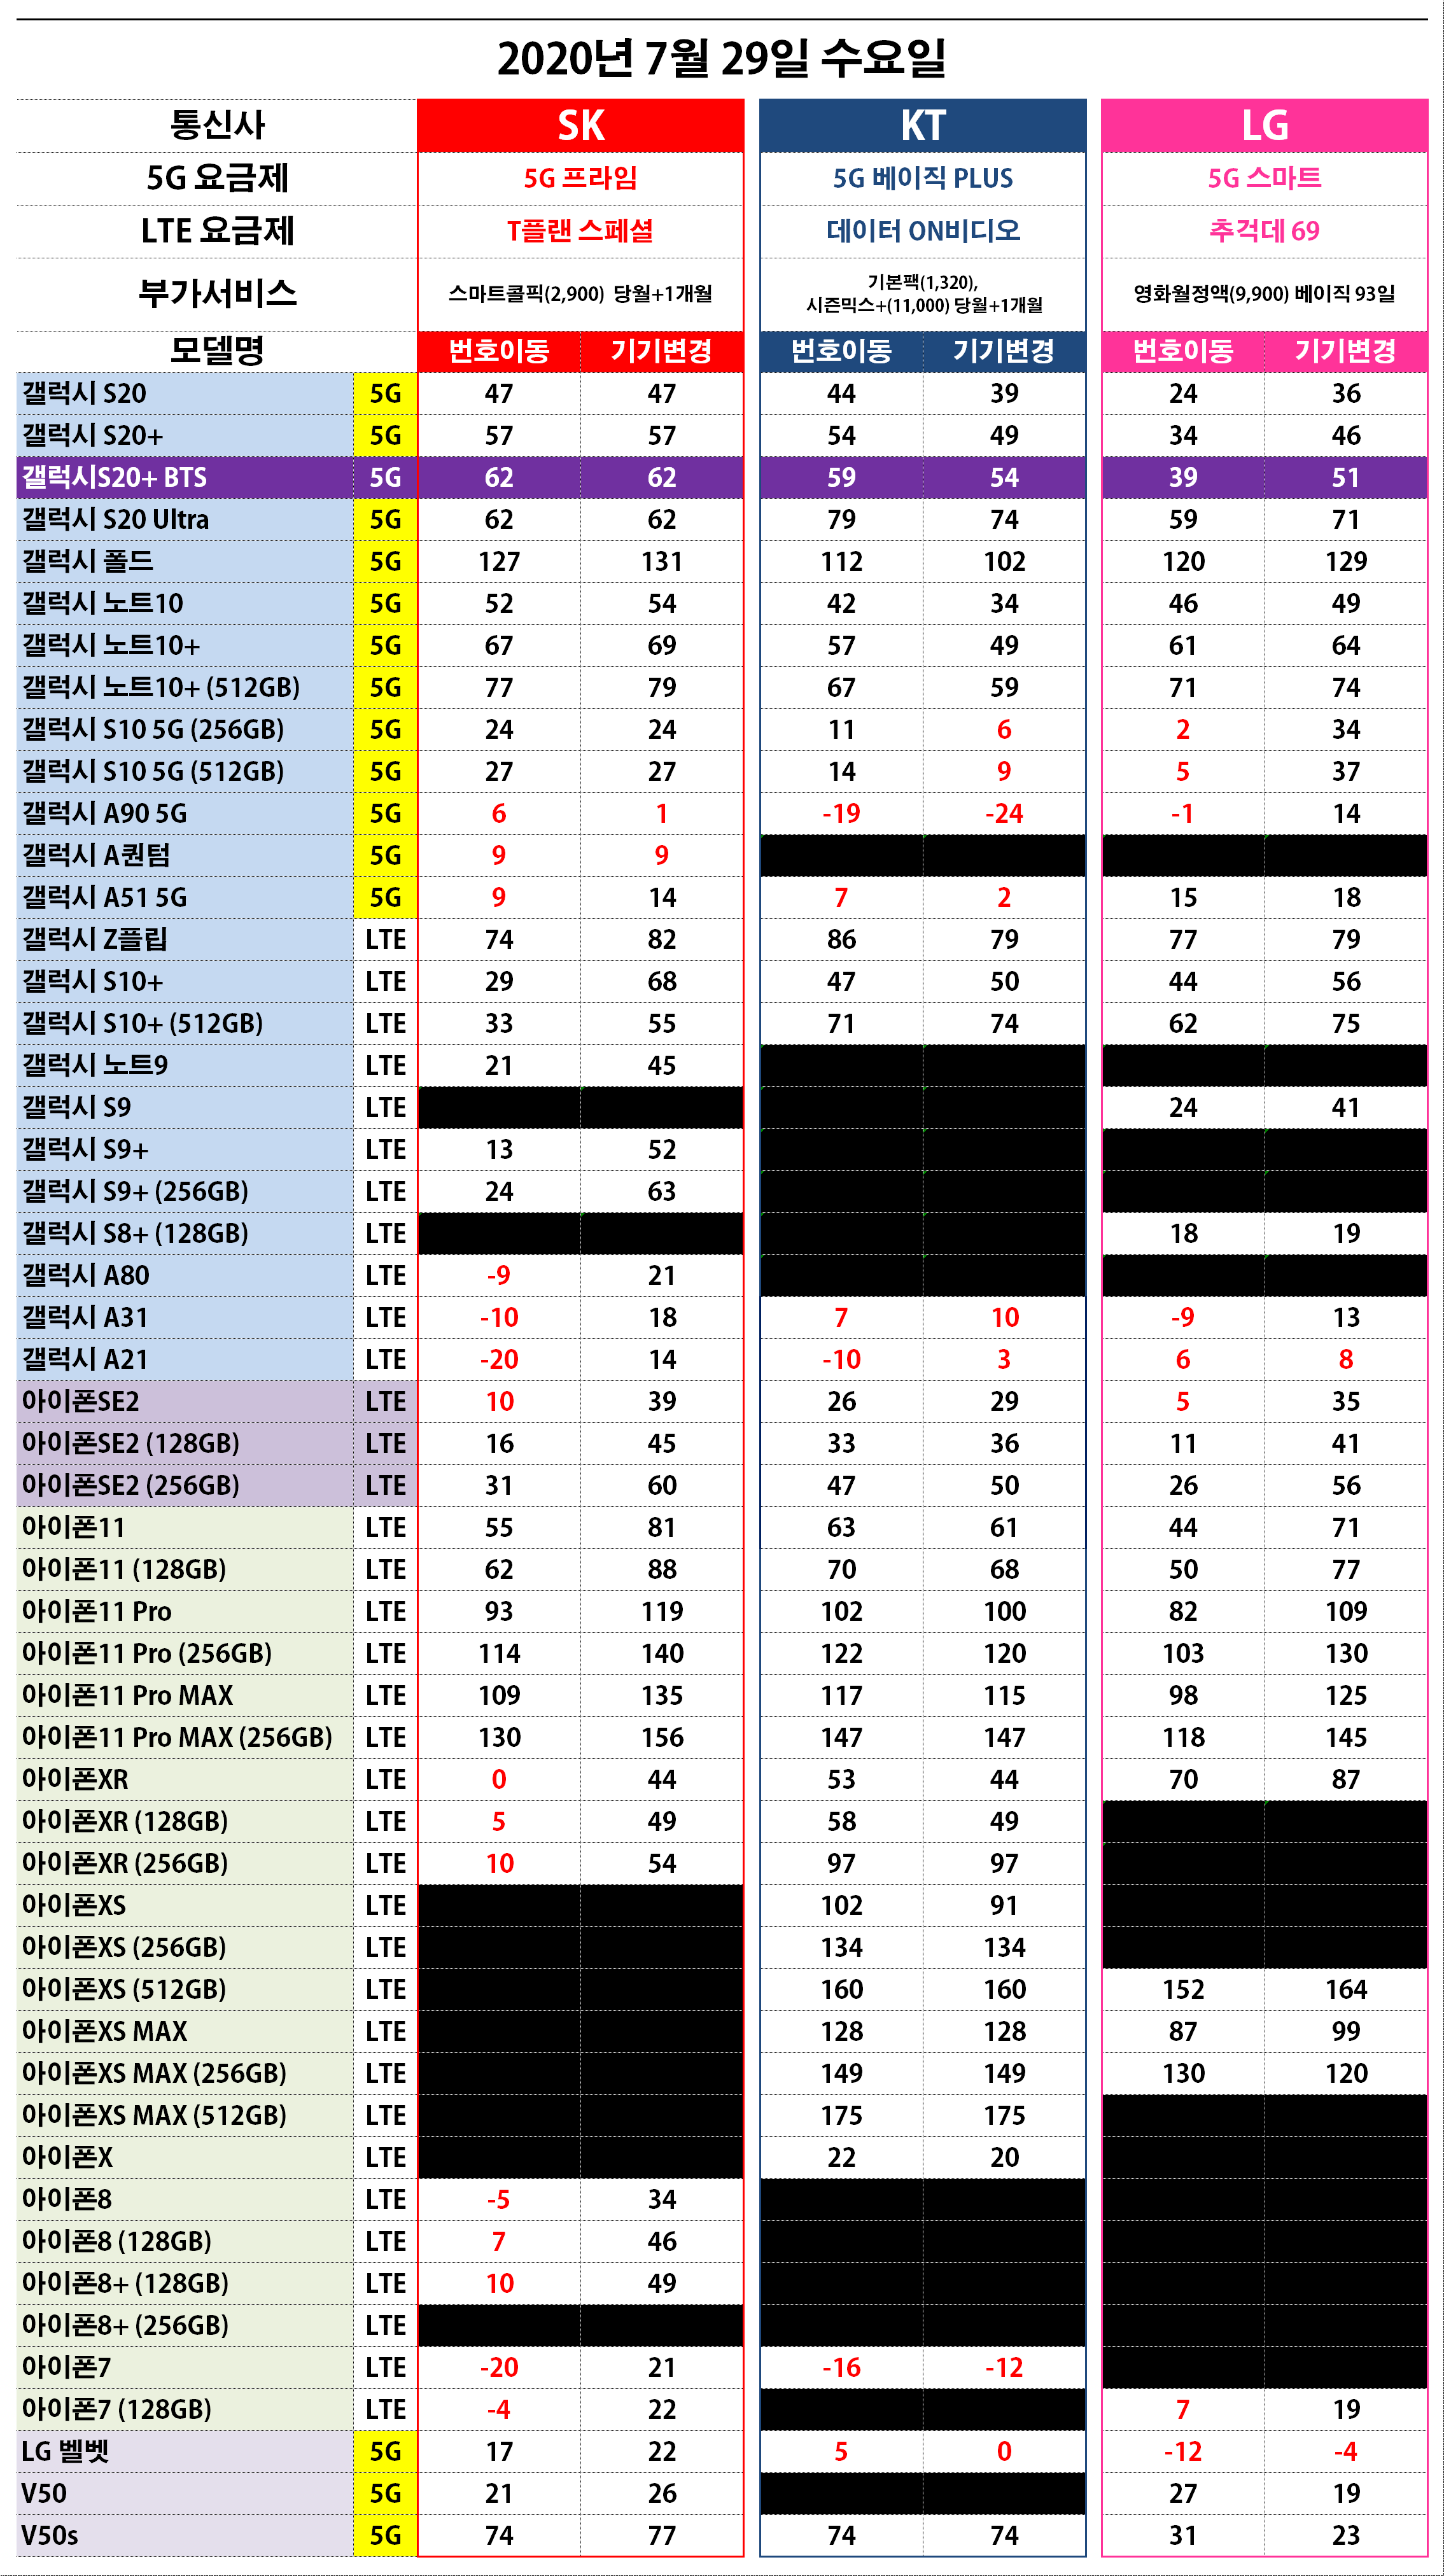 2020년 7월 29일 수요일
통신사 SK KT LG
5G 요금제 5G 프라임 5G 베이직 PLUS 5G 스마트
LTE 요금제 T플랜 스페셜 데이터 ON비디오 추걱데 69
부가서비스 스마트콜픽(2,900) 당월+1개월 기본팩(1,320), 시즌믹스+(11,000) 당월+1개월 영화월정액(9,900) 베이직 93일
모델명 번호이동 기기변경 번호이동 기기변경 번호이동 기기변경
갤럭시 S20 5G 47 47 44 39 24 36
갤럭시 S20+ 5G 57 57 54 49 34 46
갤럭시S20+ BTS 5G 62 62 59 54 39 51
갤럭시 S20 Ultra 5G 62 62 79 74 59 71
갤럭시 폴드 5G 127 131 112 102 120 129
갤럭시 노트10 5G 52 54 42 34 46 49
갤럭시 노트10+ 5G 67 69 57 49 61 64
갤럭시 노트10+ (512GB) 5G 77 79 67 59 71 74
갤럭시 S10 5G (256GB) 5G 24 24 11 6 2 34
갤럭시 S10 5G (512GB) 5G 27 27 14 9 5 37
갤럭시 A90 5G 5G 6 1 -19 -24 -1 14
갤럭시 A퀀텀 5G 9 9
갤럭시 A51 5G 5G 9 14 7 2 15 18
갤럭시 Z플립 LTE 74 82 86 79 77 79
갤럭시 S10+ LTE 29 68 47 50 44 56
갤럭시 S10+ (512GB) LTE 33 55 71 74 62 75
갤럭시 노트9 LTE 21 45
갤럭시 S9 LTE 24 41
갤럭시 S9+ LTE 13 52
갤럭시 S9+ (256GB) LTE 24 63
갤럭시 S8+ (128GB) LTE 18 19
갤럭시 A80 LTE -9 21
갤럭시 A31 LTE -10 18 7 10 -9 13
갤럭시 A21 LTE -20 14 -10 3 6 8
아이폰SE2 LTE 10 39 26 29 5 35
아이폰SE2 (128GB) LTE 16 45 33 36 11 41
아이폰SE2 (256GB) LTE 31 60 47 50 26 56
아이폰11 LTE 55 81 63 61 44 71
아이폰11 (128GB) LTE 62 88 70 68 50 77
아이폰11 Pro LTE 93 119 102 100 82 109
아이폰11 Pro (256GB) LTE 114 140 122 120 103 130
아이폰11 Pro MAX LTE 109 135 117 115 98 125
아이폰11 Pro MAX (256GB) LTE 130 156 147 147 118 145
아이폰XR LTE 0 44 53 44 70 87
아이폰XR (128GB) LTE 5 49 58 49
아이폰XR (256GB) LTE 10 54 97 97
아이폰XS LTE 102 91
아이폰XS (256GB) LTE 134 134
아이폰XS (512GB) LTE 160 160 152 164
아이폰XS MAX LTE 128 128 87 99
아이폰XS MAX (256GB) LTE 149 149 130 120
아이폰XS MAX (512GB) LTE 175 175
아이폰X LTE 22 20
아이폰8 LTE -5 34
아이폰8 (128GB) LTE 7 46
아이폰8+ (128GB) LTE 10 49
아이폰8+ (256GB) LTE
아이폰7 LTE -20 21 -16 -12
아이폰7 (128GB) LTE -4 22 7 19
LG 벨벳 5G 17 22 5 0 -12 -4
V50 5G 21 26 27 19
V50s 5G 74 77 74 74 31 23